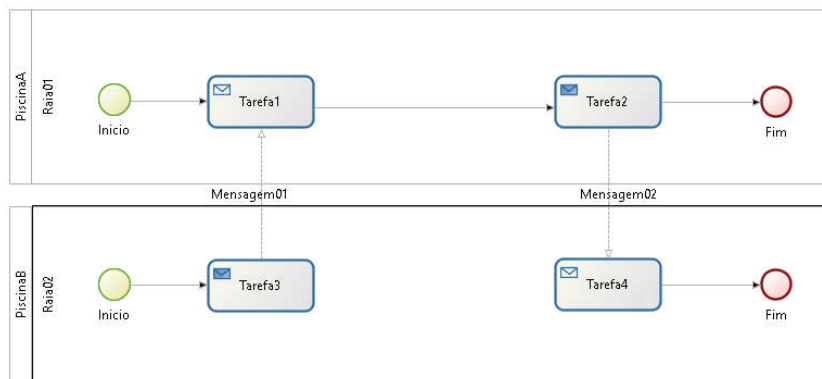 PiscinaA
Raia01
Inicio
Tarefa1
Tarefa2
Fim
Mensagem01
Mensagem02
PiscinaB
Raia02
Inicio
Tarefa3
Tarefa4
Fim